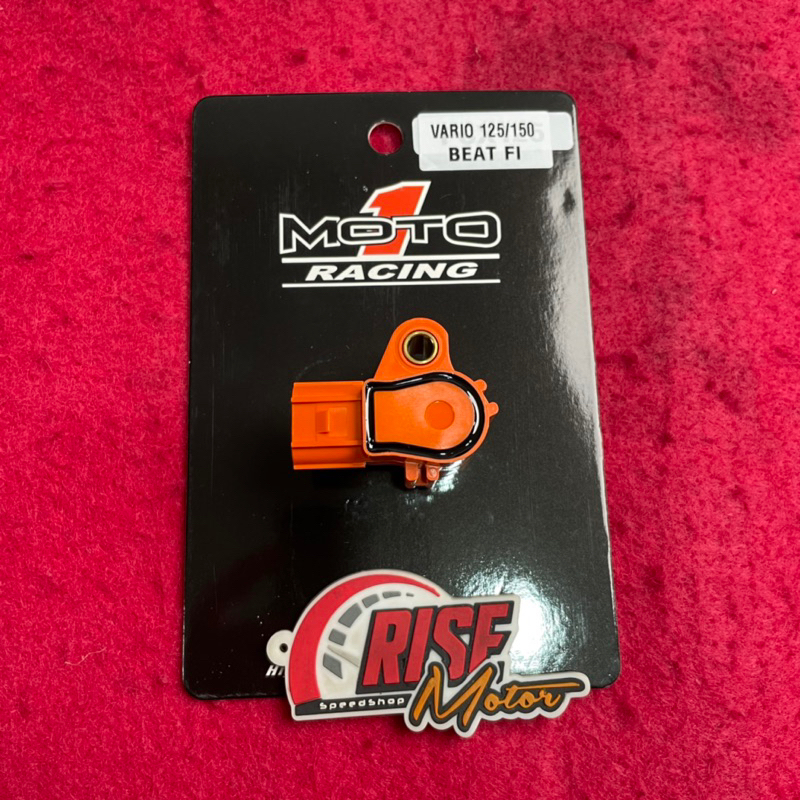 VARIO 125/150
BEAT FI
MOTO 1
RACING
RISE
SpeedShop
Motor